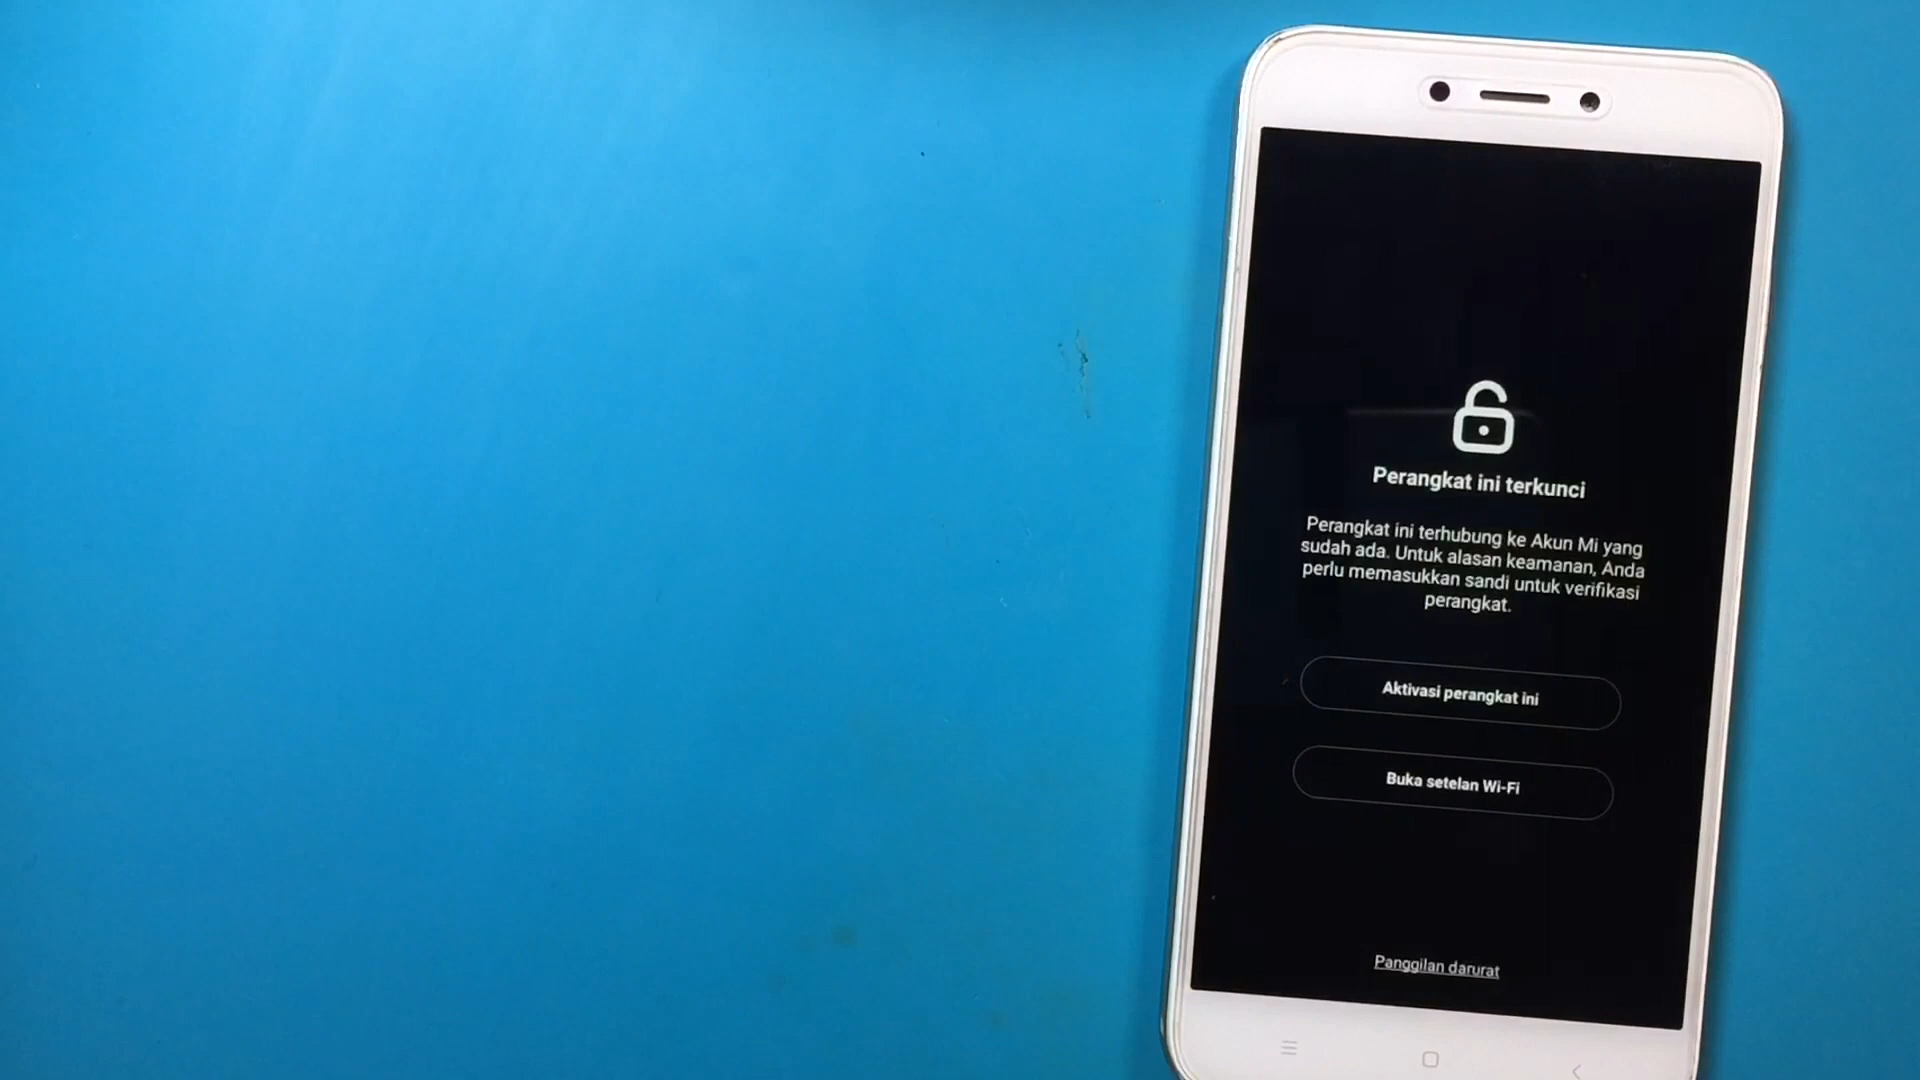 Perangkat ini terkunci
Perangkat ini terhubung ke Akun Mi yang
sudah ada. Untuk alasan keamanan, Anda
perlu memasukkan sandi untuk verifikasi
perangkat.
Aktivasi perangkat ini
Buka setelan Wi-Fi
Panggilan darurat